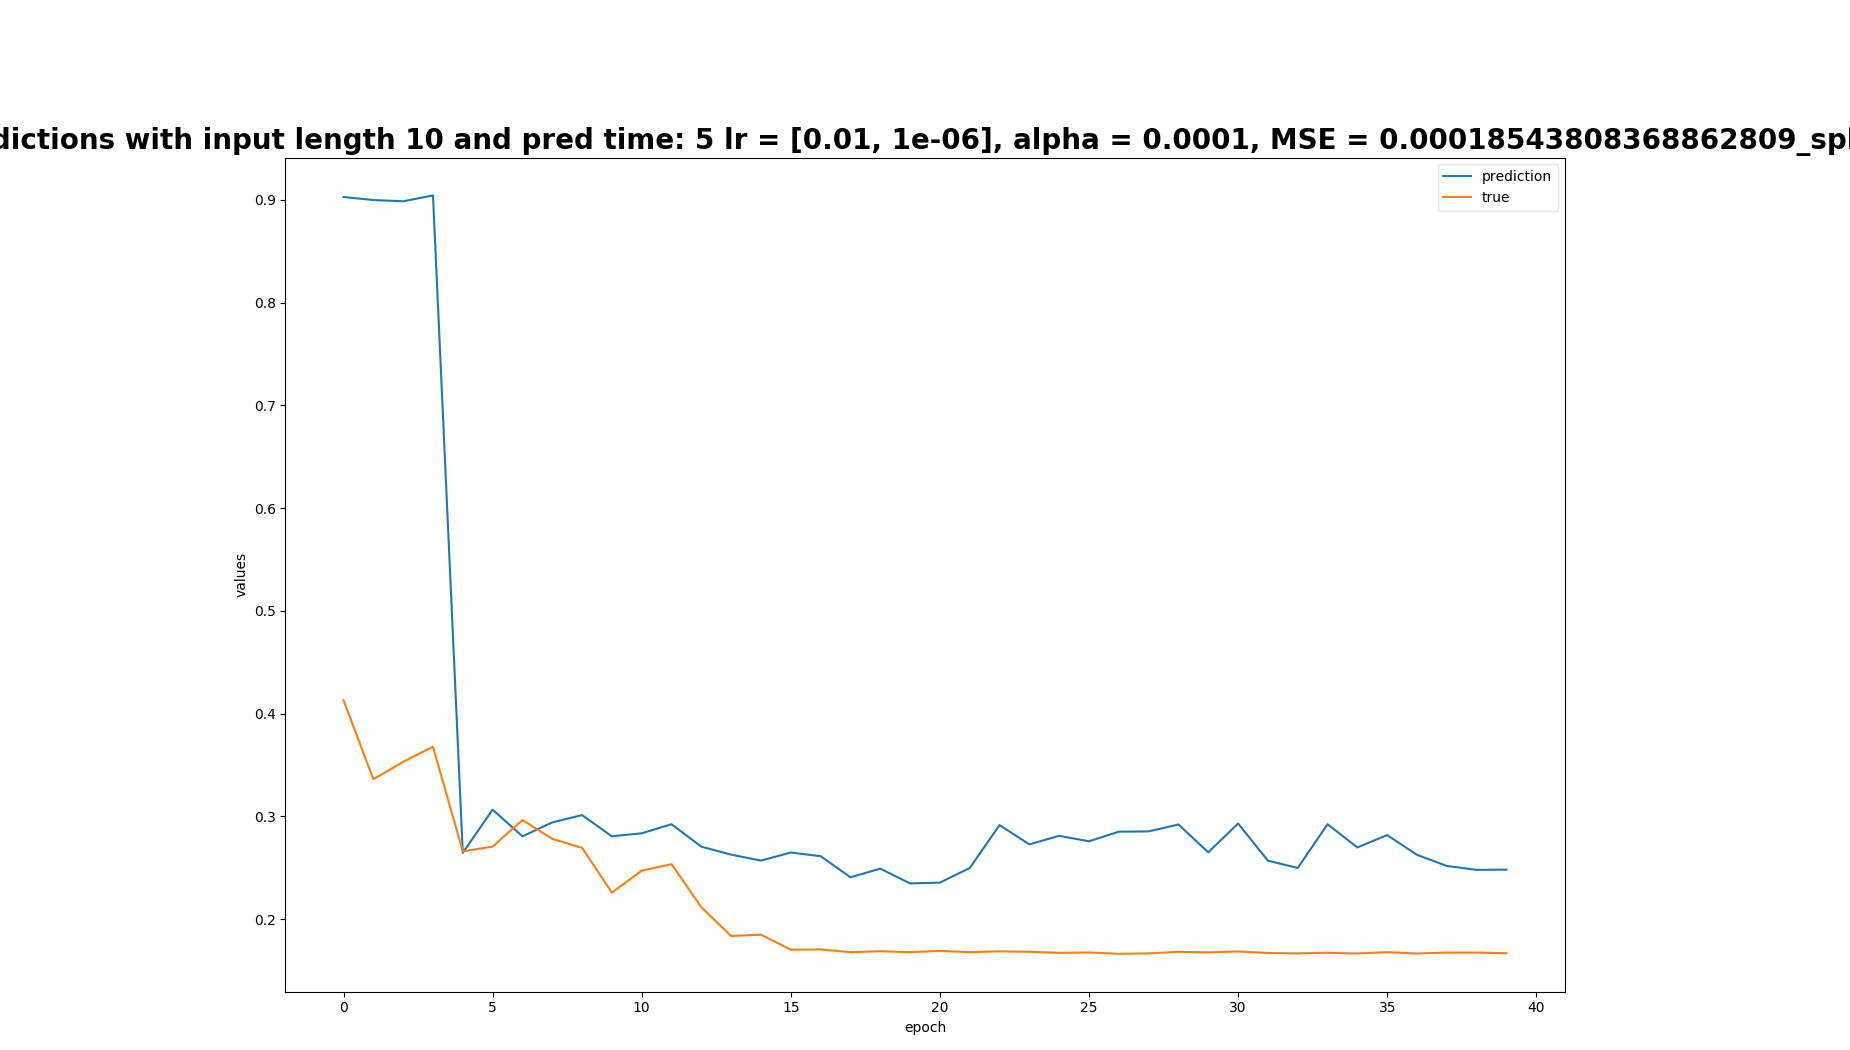 dictions with input length 10 and pred time: 5 lr = [0.01, 1e-06], alpha = 0.0001, MSE = 0.00018543808368862809_spl
prediction
true
0.9
0.8
0.7
0.6
0.5
0.4
0.3
0.2
values
0 5 10 15 20 25 30 35 40
epoch